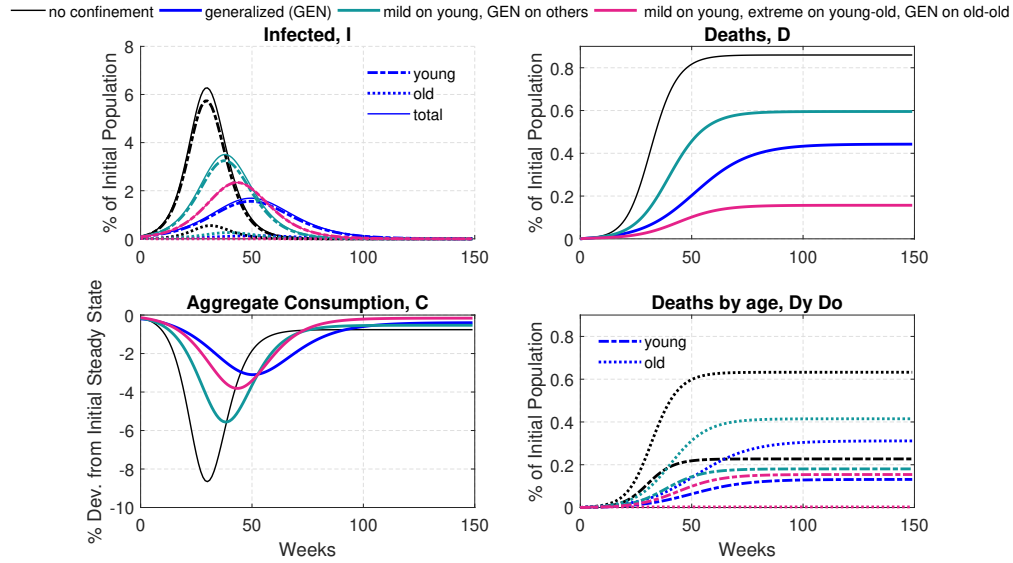 no confinement generalized (GEN) mild on young, GEN on others mild on young, extreme on young-old, GEN on old-old
Infected, I
% of Initial Population
8
6
4
2
0
0 50 100 150
young
old
total
Deaths, D
% of Initial Population
0.8
0.6
0.4
0.2
0
0 50 100 150
Aggregate Consumption, C
% Dev. from Initial Steady State
0
-2
-4
-6
-8
-10
0 50 100 150
Weeks
Deaths by age, Dy Do
% of Initial Population
0.8
0.6
0.4
0.2
0
0 50 100 150
Weeks
young
old